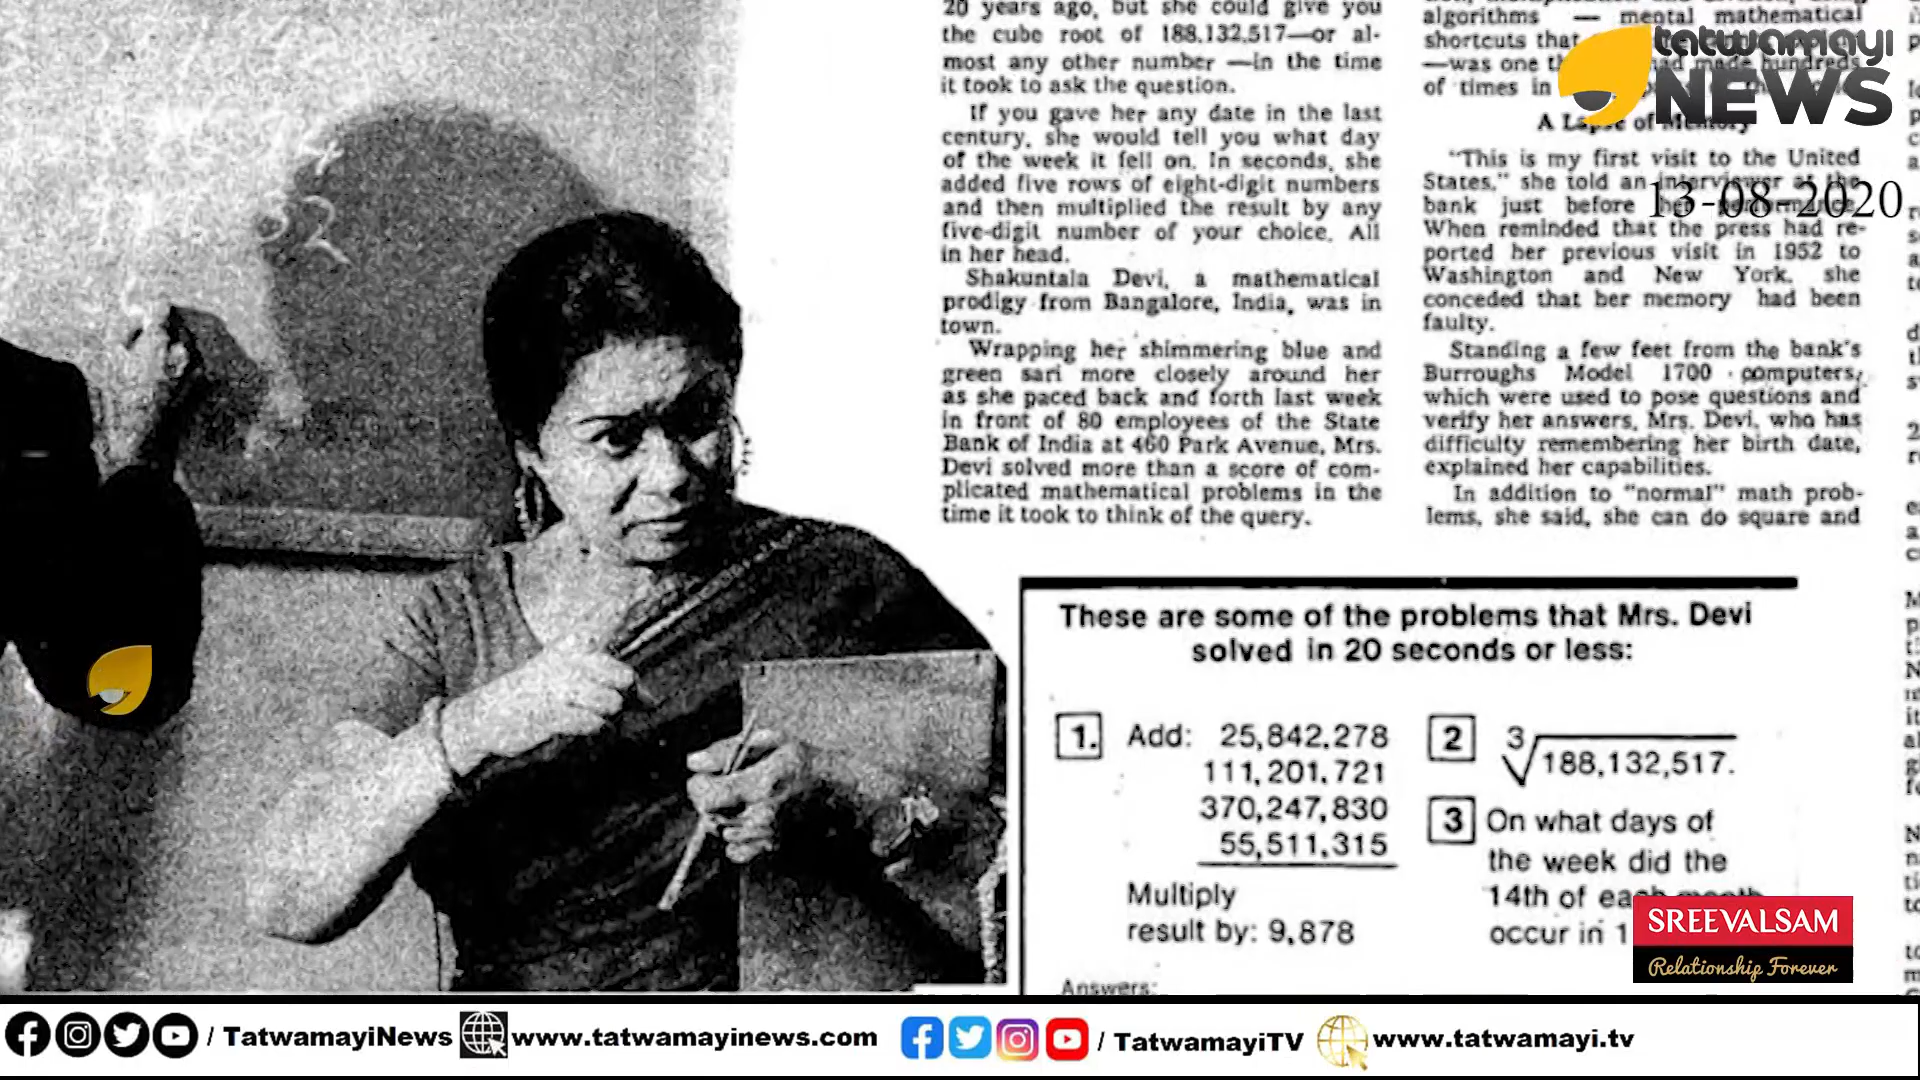 20 years ago, but she could give you
the cube root of 188,132,517—or al-
most any other number —in the time
it took to ask the question.
If you gave her any date in the last
century, she would tell you what day
of the week it fell on. In seconds, she
added five rows of eight-digit numbers
and then multiplied the result by any
five-digit number of your choice. All
in her head.
Shakuntala Devi, a mathematical
prodigy from Bangalore, India, was in
town.
Wrapping her shimmering blue and
green sari more closely around her
as she paced back and forth last week
in front of 80 employees of the State
Bank of India at 460 Park Avenue, Mrs.
Devi solved more than a score of com-
plicated mathematical problems in the
time it took to think of the query.
algorithms — mental mathematical
shortcuts that
—was one had made hundreds
of times in
A Lapse of Memory
"This is my first visit to the United
States," she told an interviewer at the
bank just before her performance.
When reminded that the press had re-
ported her previous visit in 1952 to
Washington and New York, she
conceded that her memory had been
faulty.
Standing a few feet from the bank's
Burroughs Model 1700 computers,
which were used to pose questions and
verify her answers, Mrs. Devi, who has
difficulty remembering her birth date,
explained her capabilities.
In addition to "normal" math prob-
lems, she said, she can do square and
tatwamayi
NEWS
13-08-2020
These are some of the problems that Mrs. Devi
solved in 20 seconds or less:
1. Add: 25,842,278
111,201,721
370,247,830
55,511,315
Multiply
result by: 9,878
2 3√188,132,517.
3 On what days of
the week did the
14th of each month
occur in 1
Answers:
SREEVALSAM
Relationship Forever
/ TatwamayiNews www.tatwamayinews.com / TatwamayiTV www.tatwamayi.tv